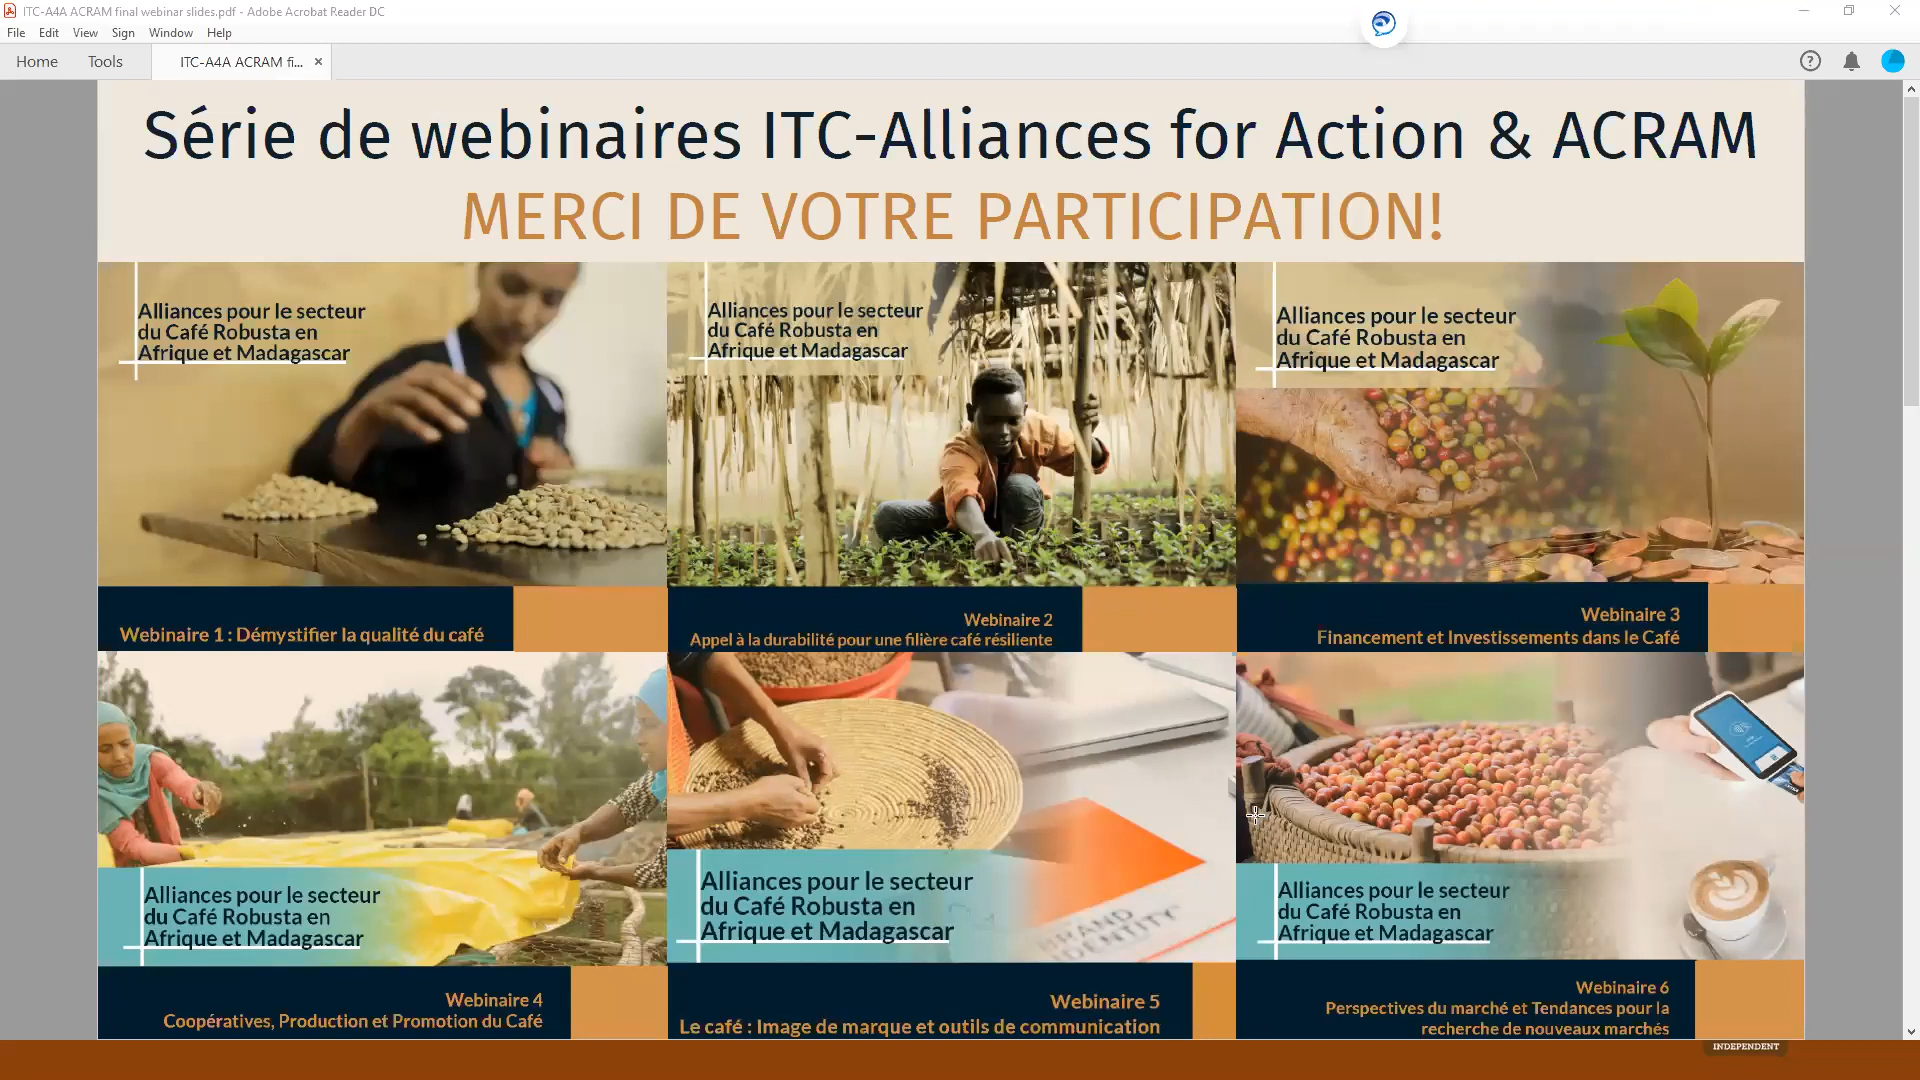 ITC-A4A ACRAM final webinar slides.pdf - Adobe Acrobat Reader DC
File Edit View Sign Window Help
Home Tools ITC-A4A ACRAM fi...
Série de webinaires ITC-Alliances for Action & ACRAM
MERCI DE VOTRE PARTICIPATION!
Alliances pour le secteur
du Café Robusta en
Afrique et Madagascar
Webinaire 1 : Démystifier la qualité du café
Alliances pour le secteur
du Café Robusta en
Afrique et Madagascar
Webinaire 2
Appel à la durabilité pour une filière café résiliente
Alliances pour le secteur
du Café Robusta en
Afrique et Madagascar
Webinaire 3
Financement et Investissements dans le Café
Alliances pour le secteur
du Café Robusta en
Afrique et Madagascar
Webinaire 4
Coopératives, Production et Promotion du Café
BRAND
IDENTITY
Alliances pour le secteur
du Café Robusta en
Afrique et Madagascar
Webinaire 5
Le café : Image de marque et outils de communication
Alliances pour le secteur
du Café Robusta en
Afrique et Madagascar
Webinaire 6
Perspectives du marché et Tendances pour la
recherche de nouveaux marchés
INDEPENDENT